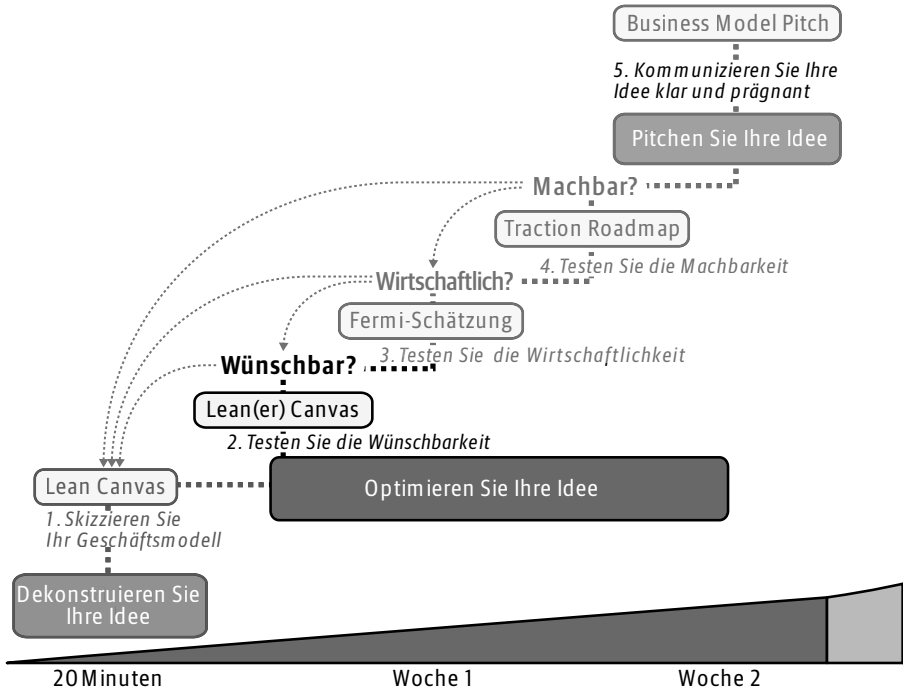 Business Model Pitch
5. Kommunizieren Sie Ihre
Idee klar und prägnant
Pitchen Sie Ihre Idee
Machbar?
Traction Roadmap
4. Testen Sie die Machbarkeit
Wirtschaftlich?
Fermi-Schätzung
3. Testen Sie die Wirtschaftlichkeit
Wünschbar?
Lean(er) Canvas
2. Testen Sie die Wünschbarkeit
Lean Canvas
Optimieren Sie Ihre Idee
1. Skizzieren Sie
Ihr Geschäftsmodell
Dekonstruieren Sie
Ihre Idee
20 Minuten
Woche 1
Woche 2